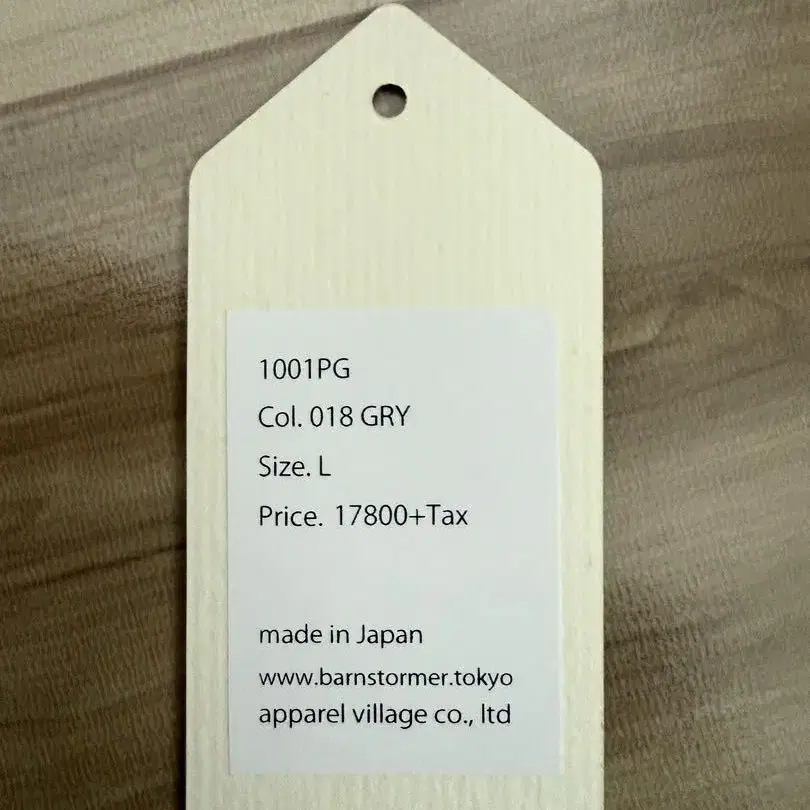 1001PG
Col. 018 GRY
Size. L
Price. 17800+Tax
made in Japan
www.barnstormer.tokyo
apparel village co., ltd